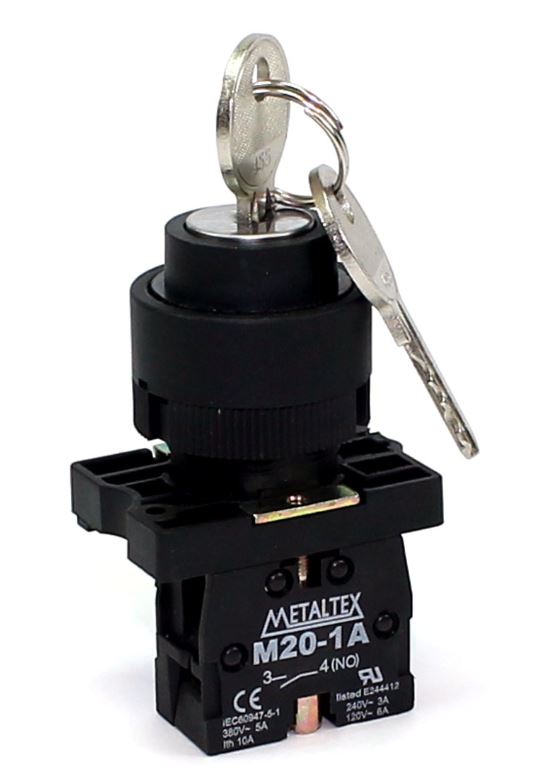 455
METALTEX
M20-1A
3 4(NO)
CE
IEC60947-5-1
380V~ 5A
Ith 10A
RU
listed E244412
240V~ 3A
120V~ 6A